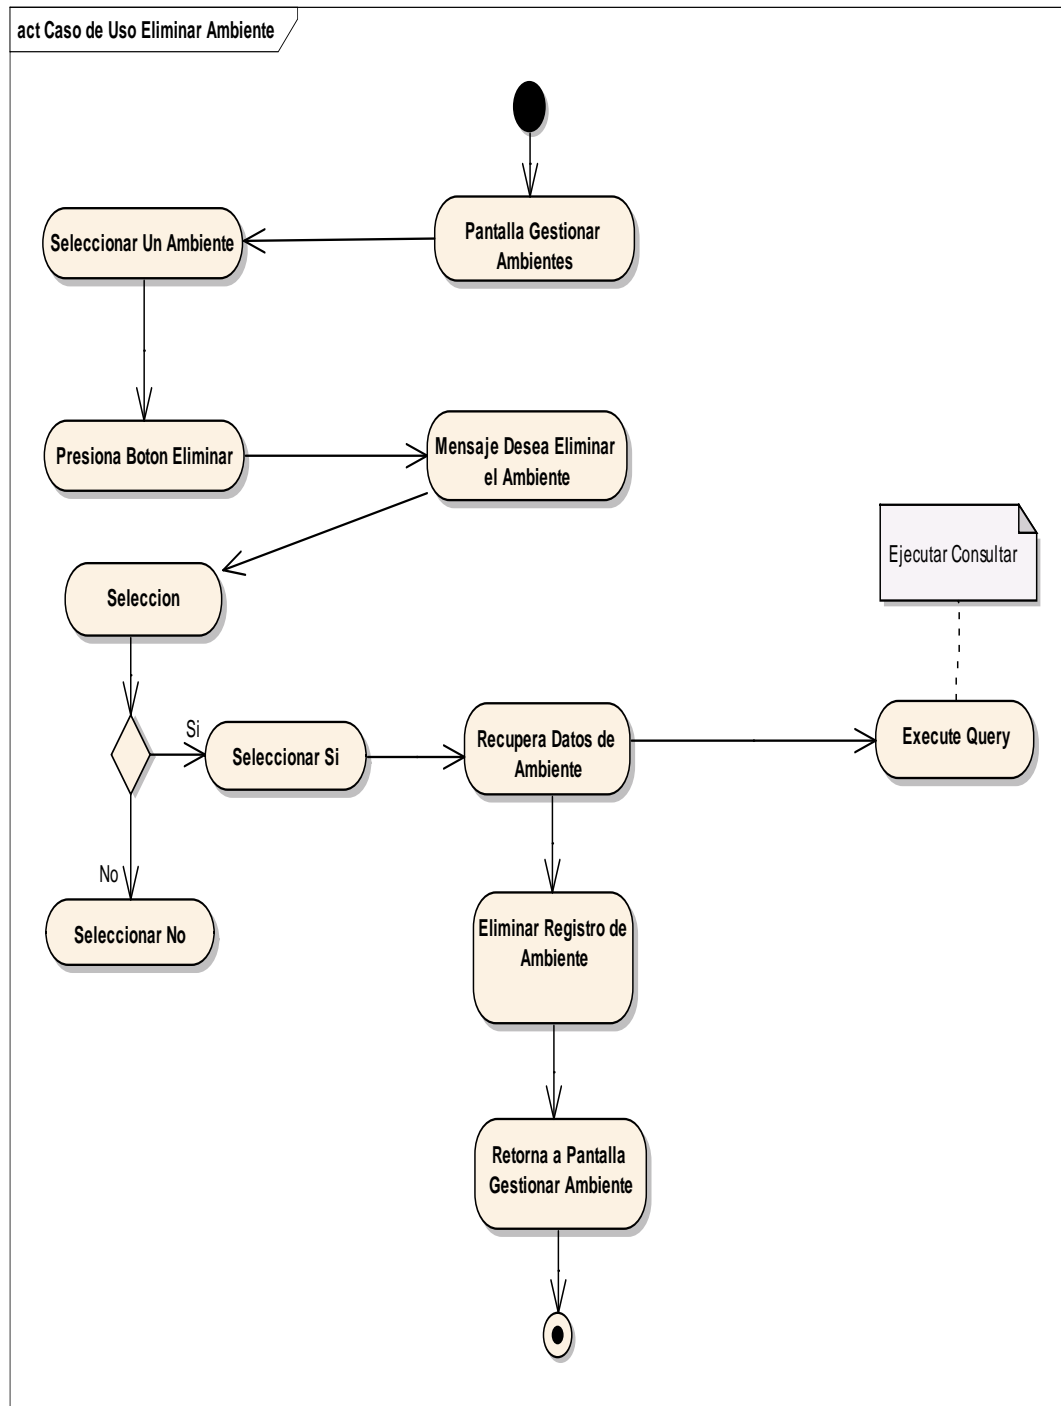 act Caso de Uso Eliminar Ambiente
Pantalla Gestionar
Ambientes
Seleccionar Un Ambiente
Presiona Boton Eliminar
Mensaje Desea Eliminar
el Ambiente
Ejecutar Consultar
Seleccion
Si
Seleccionar Si
Recupera Datos de
Ambiente
Execute Query
No
Seleccionar No
Eliminar Registro de
Ambiente
Retorna a Pantalla
Gestionar Ambiente